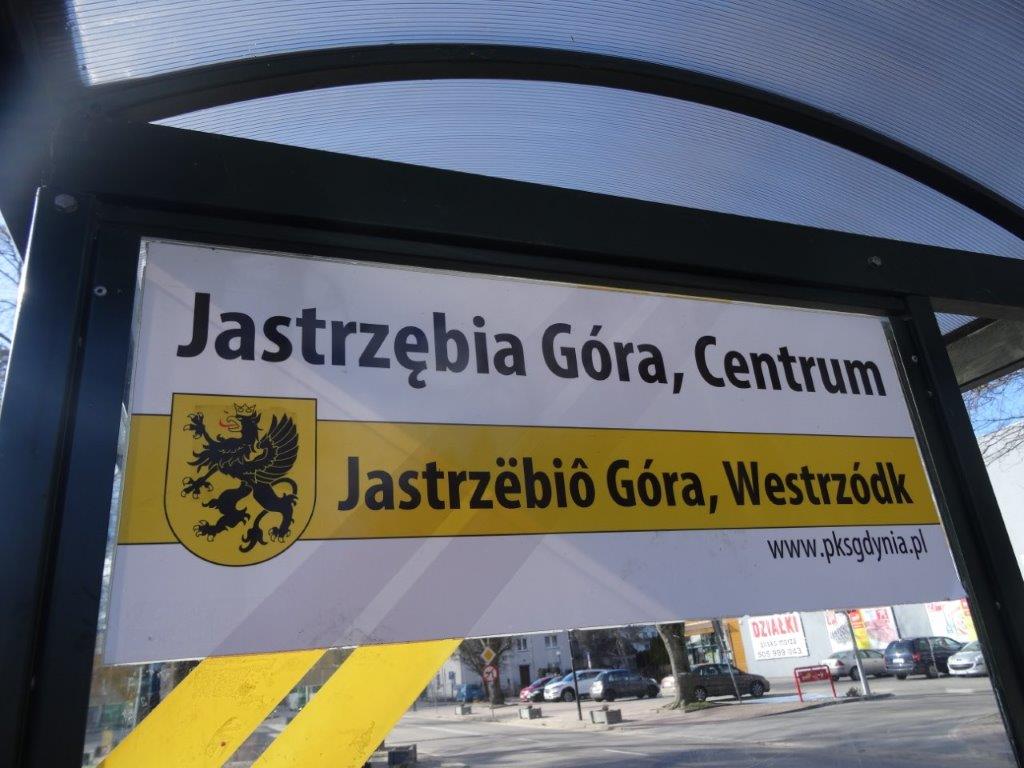 Jastrzębia Góra, Centrum
Jastrzëbiô Góra, Westrzódk
www.pksgdynia.pl
DZIAŁKI